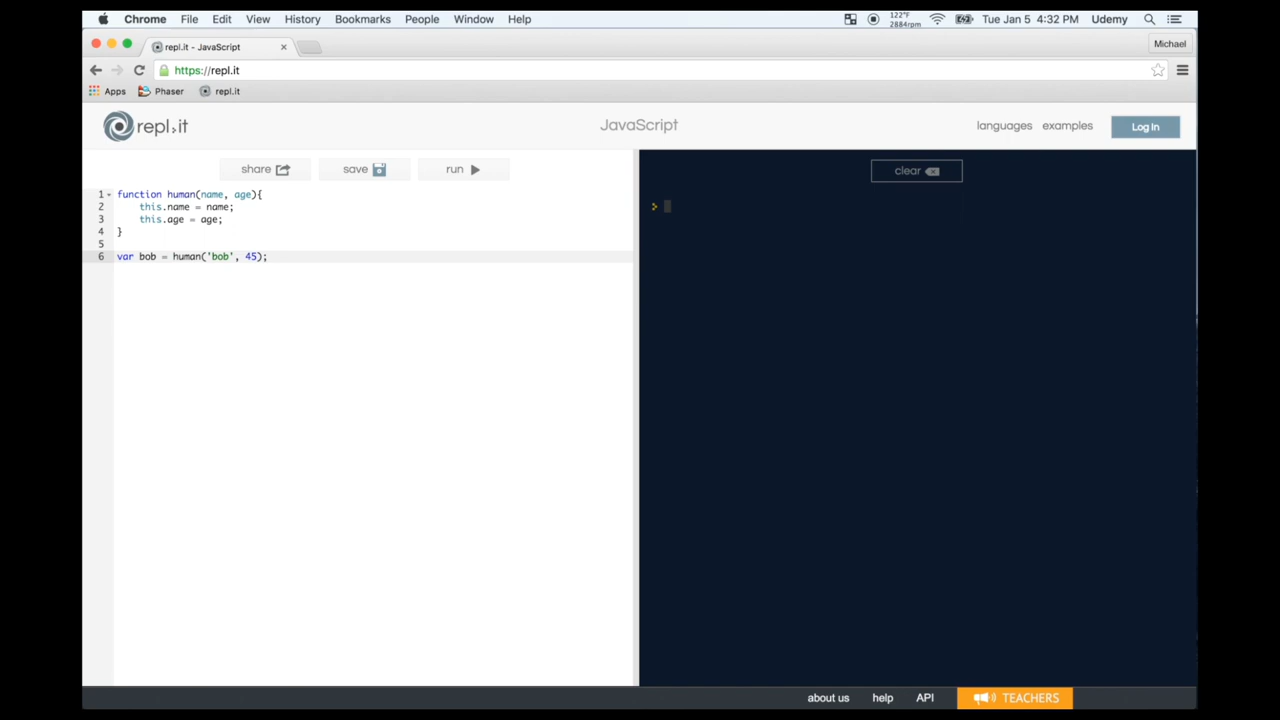 Chrome File Edit View History Bookmarks People Window Help 122°F 2884rpm Tue Jan 5 4:32 PM Udemy
repl.it - JavaScript Michael
https://repl.it
Apps Phaser repl.it
repl.it JavaScript languages examples Log In
share save run clear
1 function human(name, age){
2 this.name = name;
3 this.age = age;
4 }
5
6 var bob = human('bob', 45);
>
about us help API TEACHERS